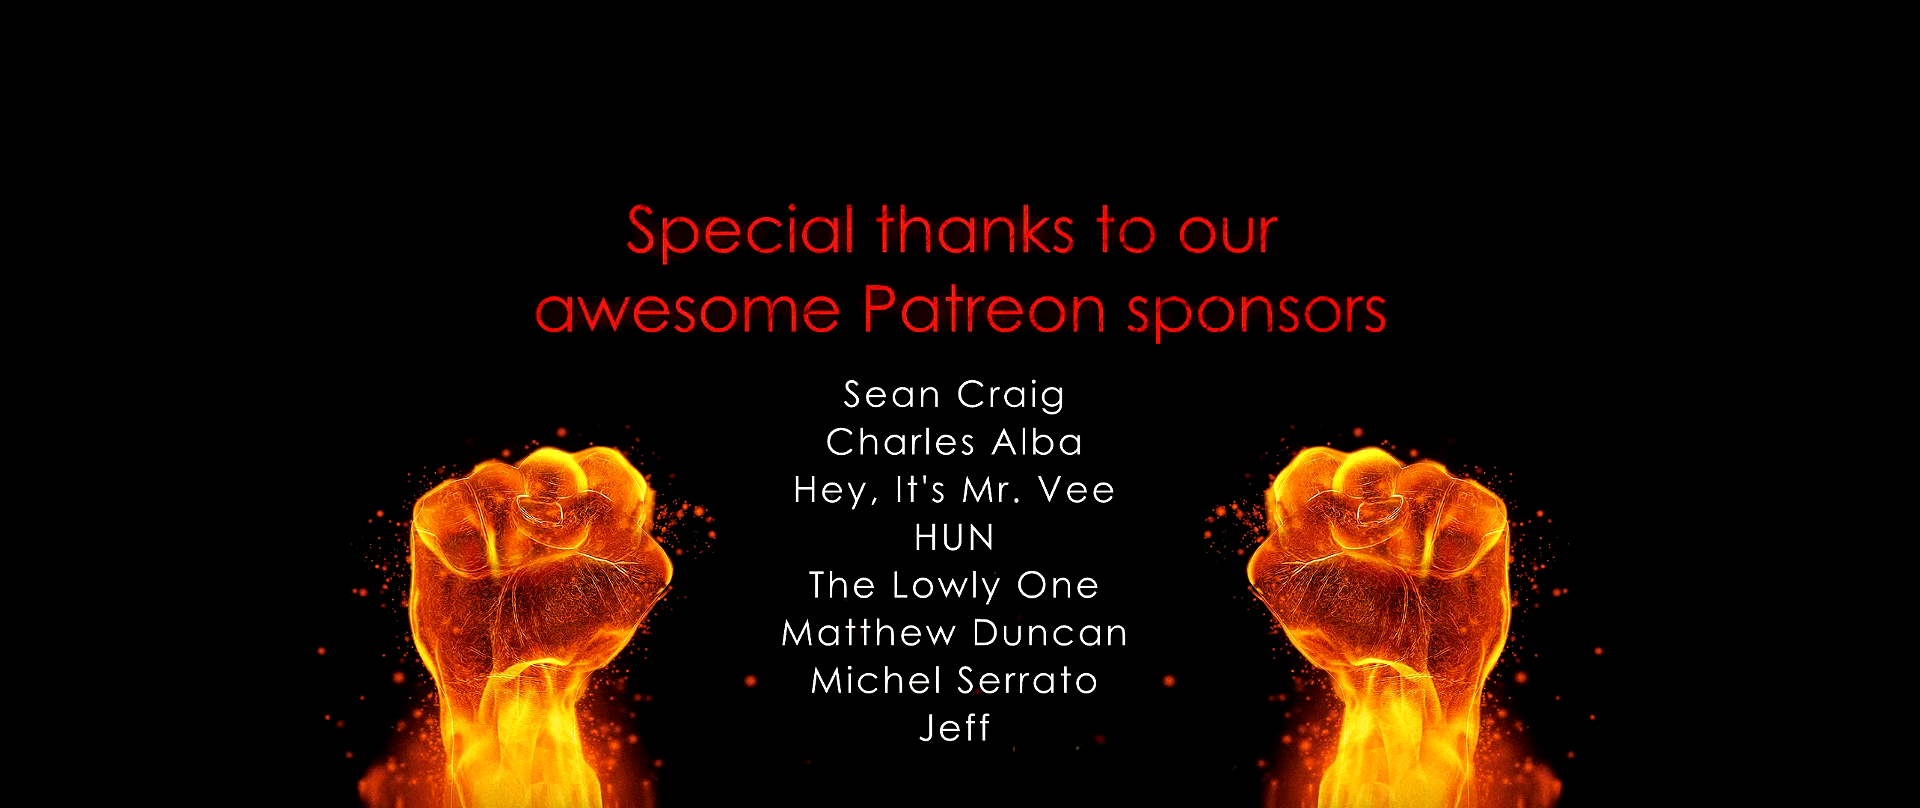 Special thanks to our
awesome Patreon sponsors
Sean Craig
Charles Alba
Hey, It's Mr. Vee
HUN
The Lowly One
Matthew Duncan
Michel Serrato
Jeff